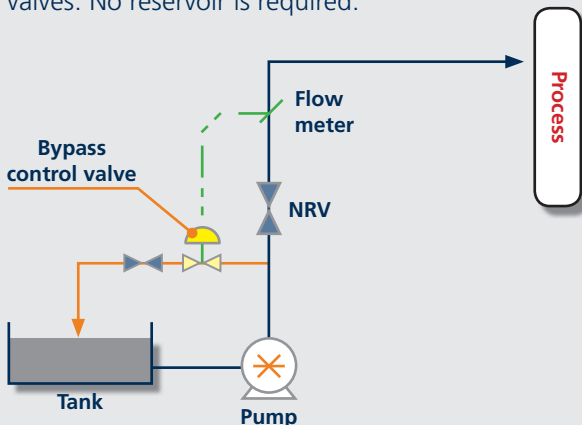 valves. No reservoir is required.
Process
Flow
meter
Bypass
control valve
NRV
Tank
Pump